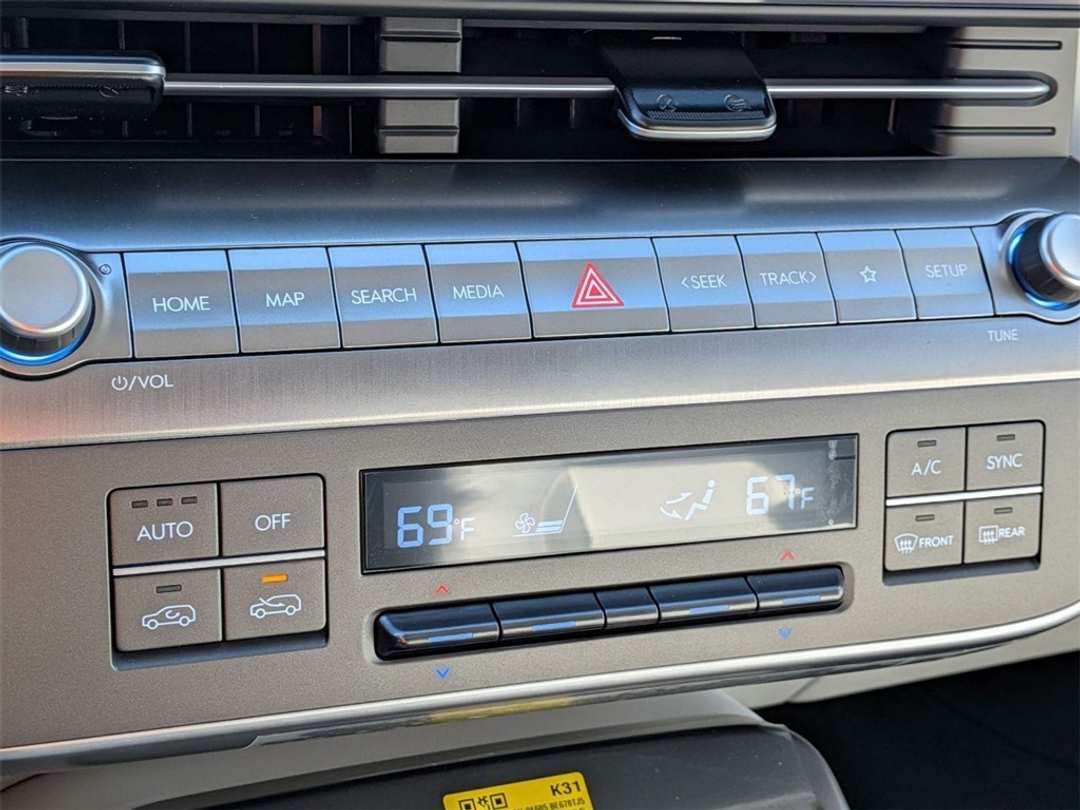 HOME
MAP
SEARCH
MEDIA
<SEEK
TRACK>
SETUP
/VOL
TUNE
AUTO
OFF
69°F
67°F
A/C
SYNC
FRONT
REAR
K31